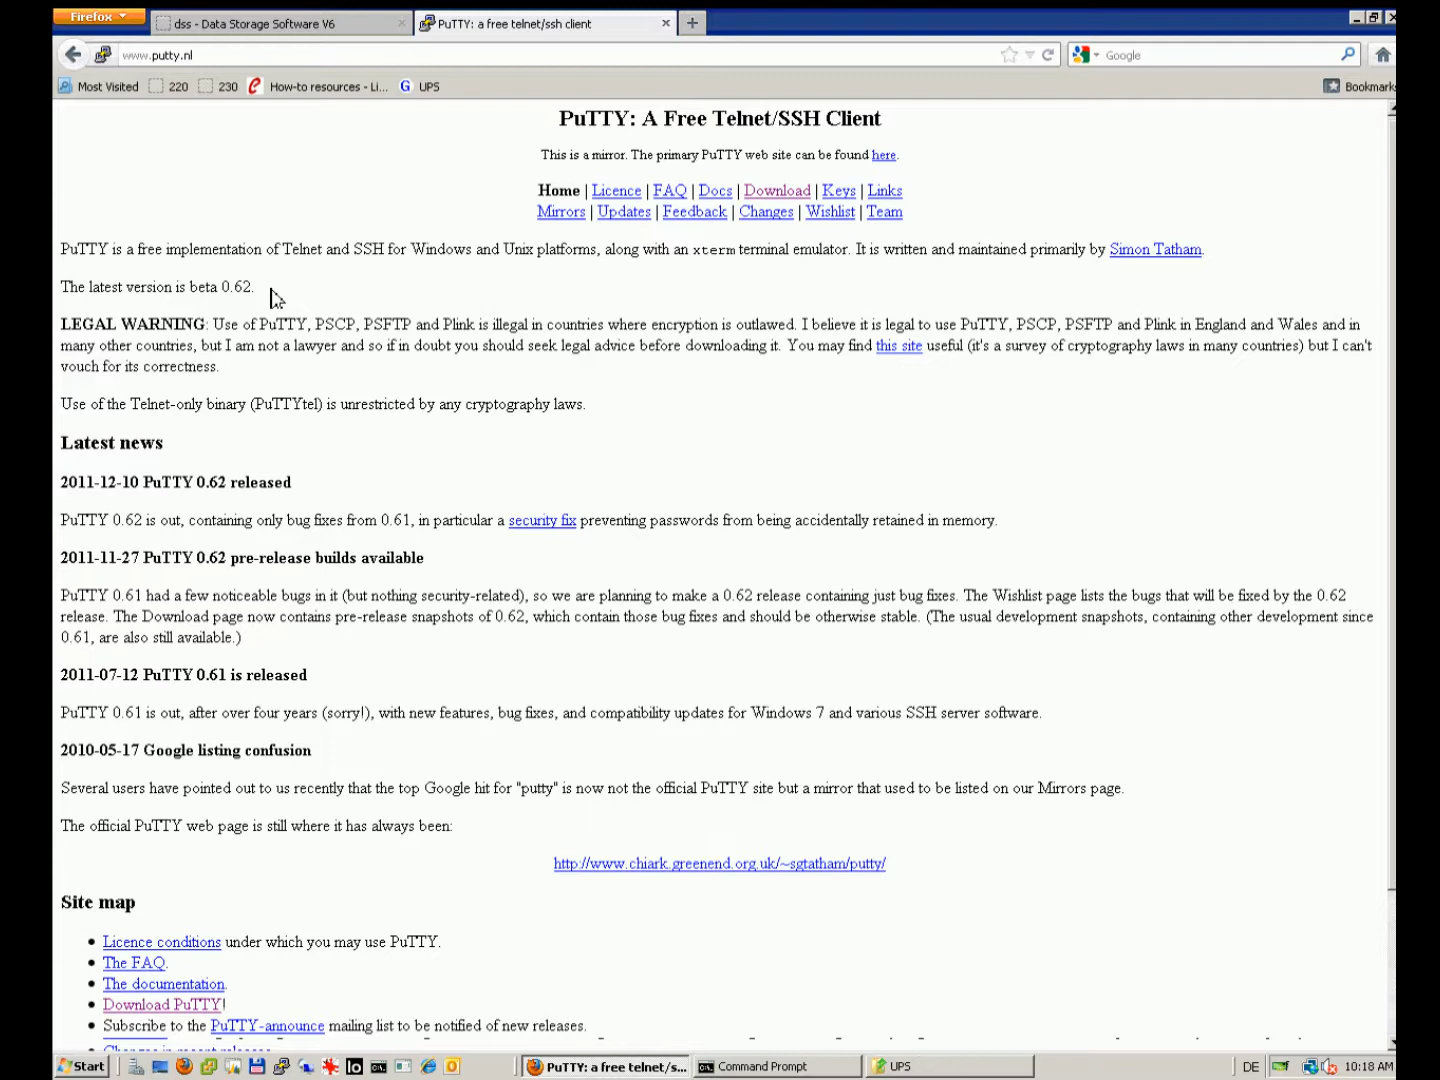 Firefox
dss - Data Storage Software V6
PuTTY: a free telnet/ssh client
www.putty.nl
Google
Most Visited
220
230
How-to resources - Li...
G UPS
Bookmark
PuTTY: A Free Telnet/SSH Client
This is a mirror. The primary PuTTY web site can be found here.
Home | Licence | FAQ | Docs | Download | Keys | Links
Mirrors | Updates | Feedback | Changes | Wishlist | Team
PuTTY is a free implementation of Telnet and SSH for Windows and Unix platforms, along with an xterm terminal emulator. It is written and maintained primarily by Simon Tatham.
The latest version is beta 0.62.
LEGAL WARNING: Use of PuTTY, PSCP, PSFTP and Plink is illegal in countries where encryption is outlawed. I believe it is legal to use PuTTY, PSCP, PSFTP and Plink in England and Wales and in
many other countries, but I am not a lawyer and so if in doubt you should seek legal advice before downloading it. You may find this site useful (it's a survey of cryptography laws in many countries) but I can't
vouch for its correctness.
Use of the Telnet-only binary (PuTTYtel) is unrestricted by any cryptography laws.
Latest news
2011-12-10 PuTTY 0.62 released
PuTTY 0.62 is out, containing only bug fixes from 0.61, in particular a security fix preventing passwords from being accidentally retained in memory.
2011-11-27 PuTTY 0.62 pre-release builds available
PuTTY 0.61 had a few noticeable bugs in it (but nothing security-related), so we are planning to make a 0.62 release containing just bug fixes. The Wishlist page lists the bugs that will be fixed by the 0.62
release. The Download page now contains pre-release snapshots of 0.62, which contain those bug fixes and should be otherwise stable. (The usual development snapshots, containing other development since
0.61, are also still available.)
2011-07-12 PuTTY 0.61 is released
PuTTY 0.61 is out, after over four years (sorry!), with new features, bug fixes, and compatibility updates for Windows 7 and various SSH server software.
2010-05-17 Google listing confusion
Several users have pointed out to us recently that the top Google hit for "putty" is now not the official PuTTY site but a mirror that used to be listed on our Mirrors page.
The official PuTTY web page is still where it has always been:
http://www.chiark.greenend.org.uk/~sgtatham/putty/
Site map
Licence conditions under which you may use PuTTY.
The FAQ.
The documentation.
Download PuTTY!
Subscribe to the PuTTY-announce mailing list to be notified of new releases.
Start
PuTTY: a free telnet/s...
Command Prompt
UPS
DE
10:18 AM